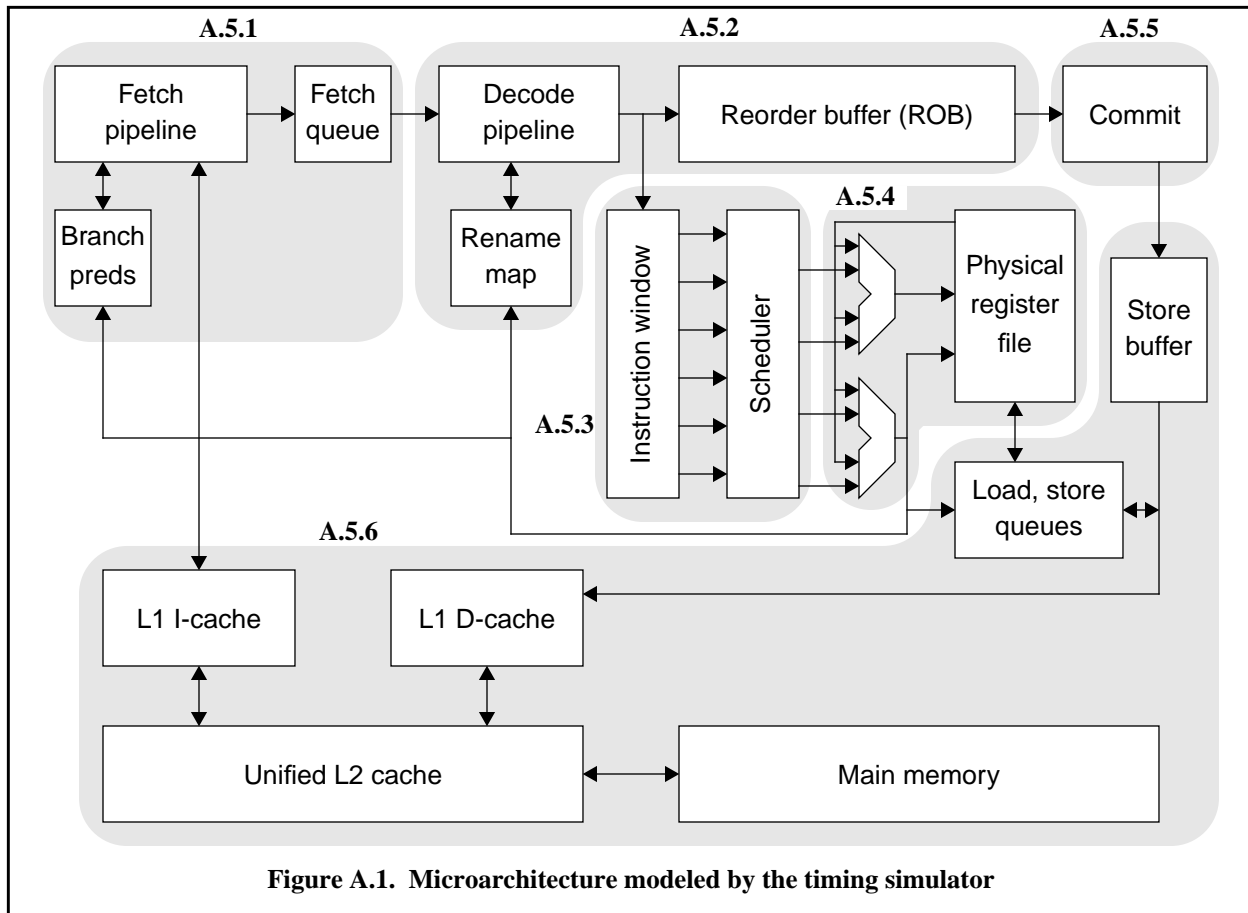 A.5.1
A.5.2
A.5.5
Fetch
pipeline
Fetch
queue
Decode
pipeline
Reorder buffer (ROB)
Commit
Branch
preds
Rename
map
A.5.3
Instruction window
Scheduler
A.5.4
Physical
register
file
Store
buffer
Load, store
queues
A.5.6
L1 I-cache
L1 D-cache
Unified L2 cache
Main memory
Figure A.1. Microarchitecture modeled by the timing simulator